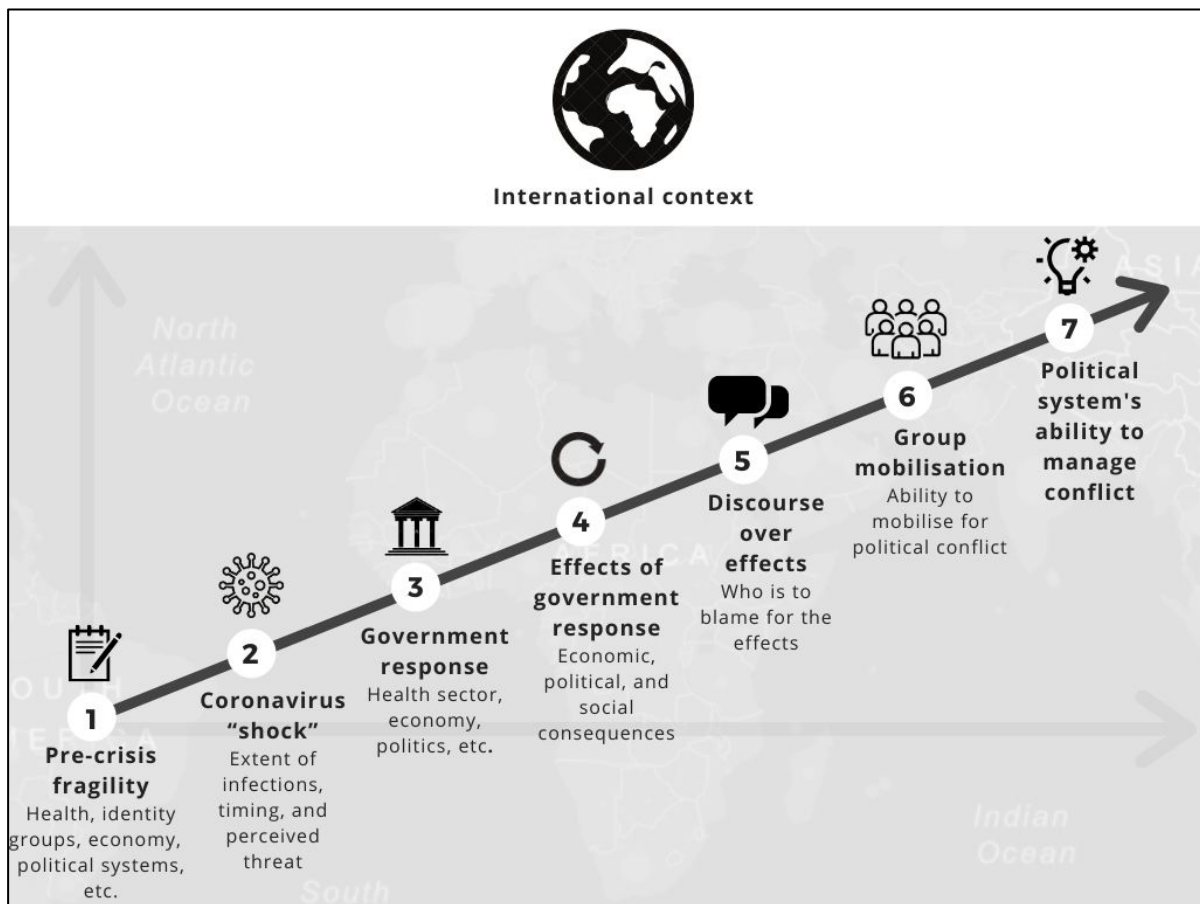 International context
North
Atlantic
Ocean
ASIA
AFRICA
Indian
Ocean
South
1
Pre-crisis
fragility
Health, identity
groups, economy,
political systems,
etc.
2
Coronavirus
“shock”
Extent of
infections,
timing, and
perceived
threat
3
Government
response
Health sector,
economy,
politics, etc.
4
Effects of
government
response
Economic,
political, and
social
consequences
5
Discourse
over
effects
Who is to
blame for the
effects
6
Group
mobilisation
Ability to
mobilise for
political conflict
7
Political
system's
ability to
manage
conflict